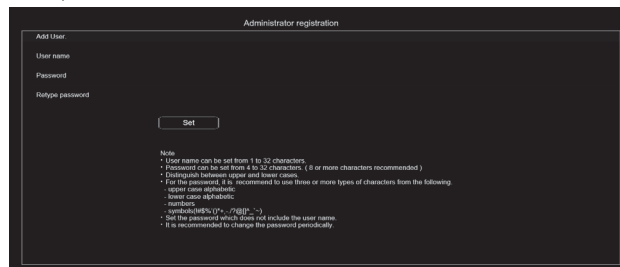 Administrator registration
Add User.
User name
Password
Retype password
Set
Note
・User name can be set from 1 to 32 characters.
・Password can be set from 4 to 32 characters. ( 8 or more characters recommended )
・Distinguish between upper and lower cases.
・For the password, it is recommend to use three or more types of characters from the following.
- upper case alphabetic
- lower case alphabetic
- numbers
- symbols(!#$%'()*+,-./?@[]^_`~)
・Set the password which does not include the user name.
・It is recommended to change the password periodically.